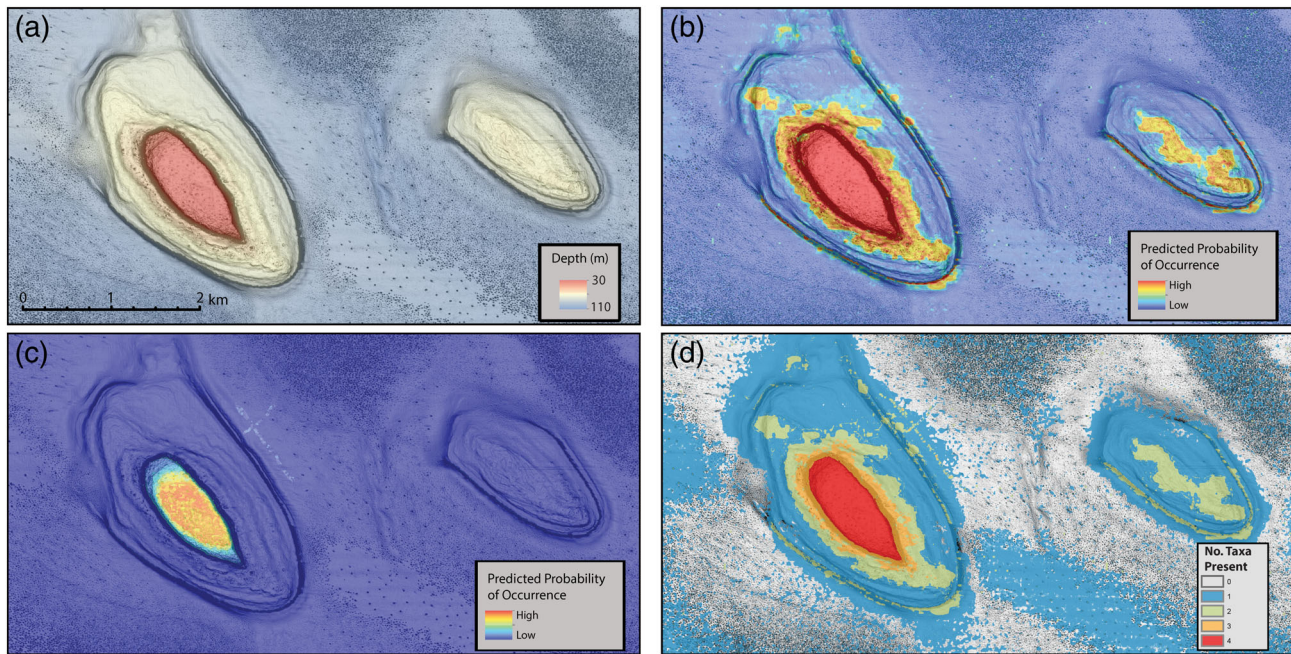 (a)
Depth (m)
30
110
0 1 2 km
(b)
Predicted Probability
of Occurrence
High
Low
(c)
Predicted Probability
of Occurrence
High
Low
(d)
No. Taxa
Present
0
1
2
3
4